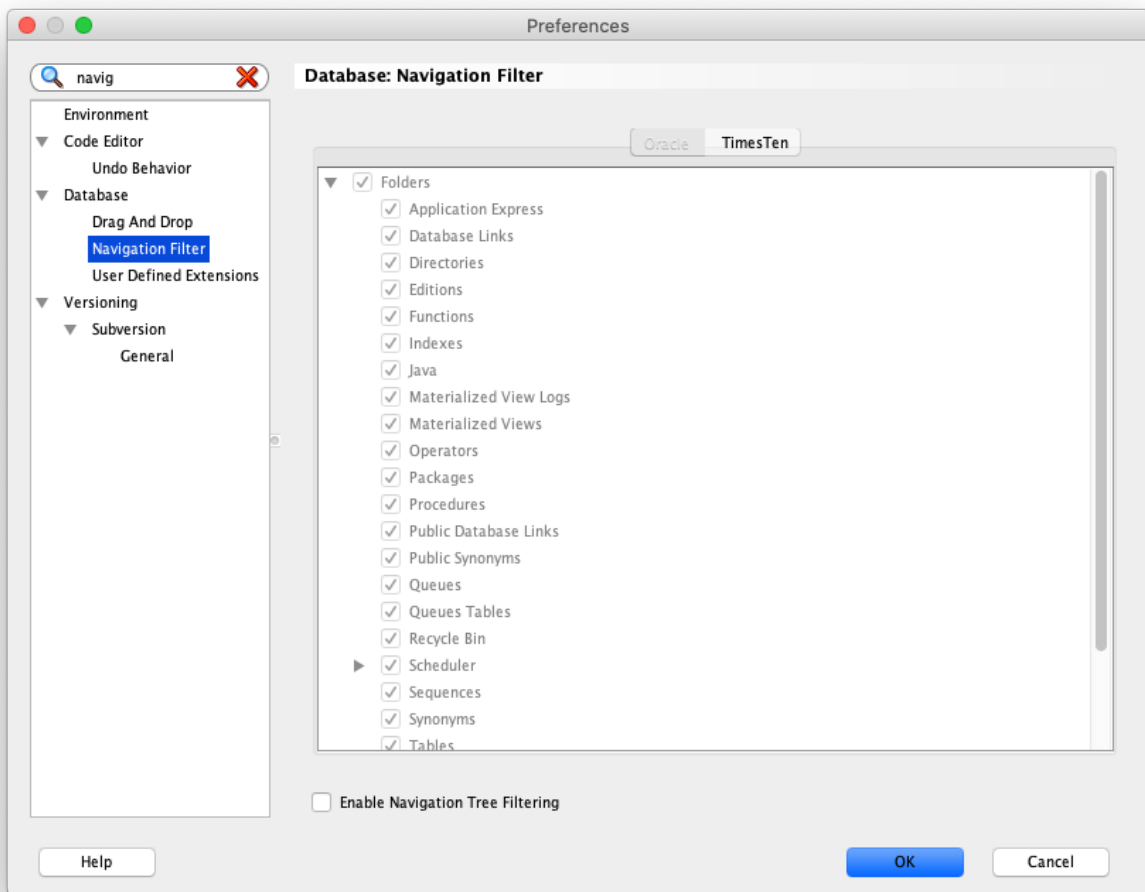 Preferences
navig
Environment
Code Editor
Undo Behavior
Database
Drag And Drop
Navigation Filter
User Defined Extensions
Versioning
Subversion
General
Database: Navigation Filter
Oracle TimesTen
Folders
Application Express
Database Links
Directories
Editions
Functions
Indexes
Java
Materialized View Logs
Materialized Views
Operators
Packages
Procedures
Public Database Links
Public Synonyms
Queues
Queues Tables
Recycle Bin
Scheduler
Sequences
Synonyms
Tables
Enable Navigation Tree Filtering
Help OK Cancel